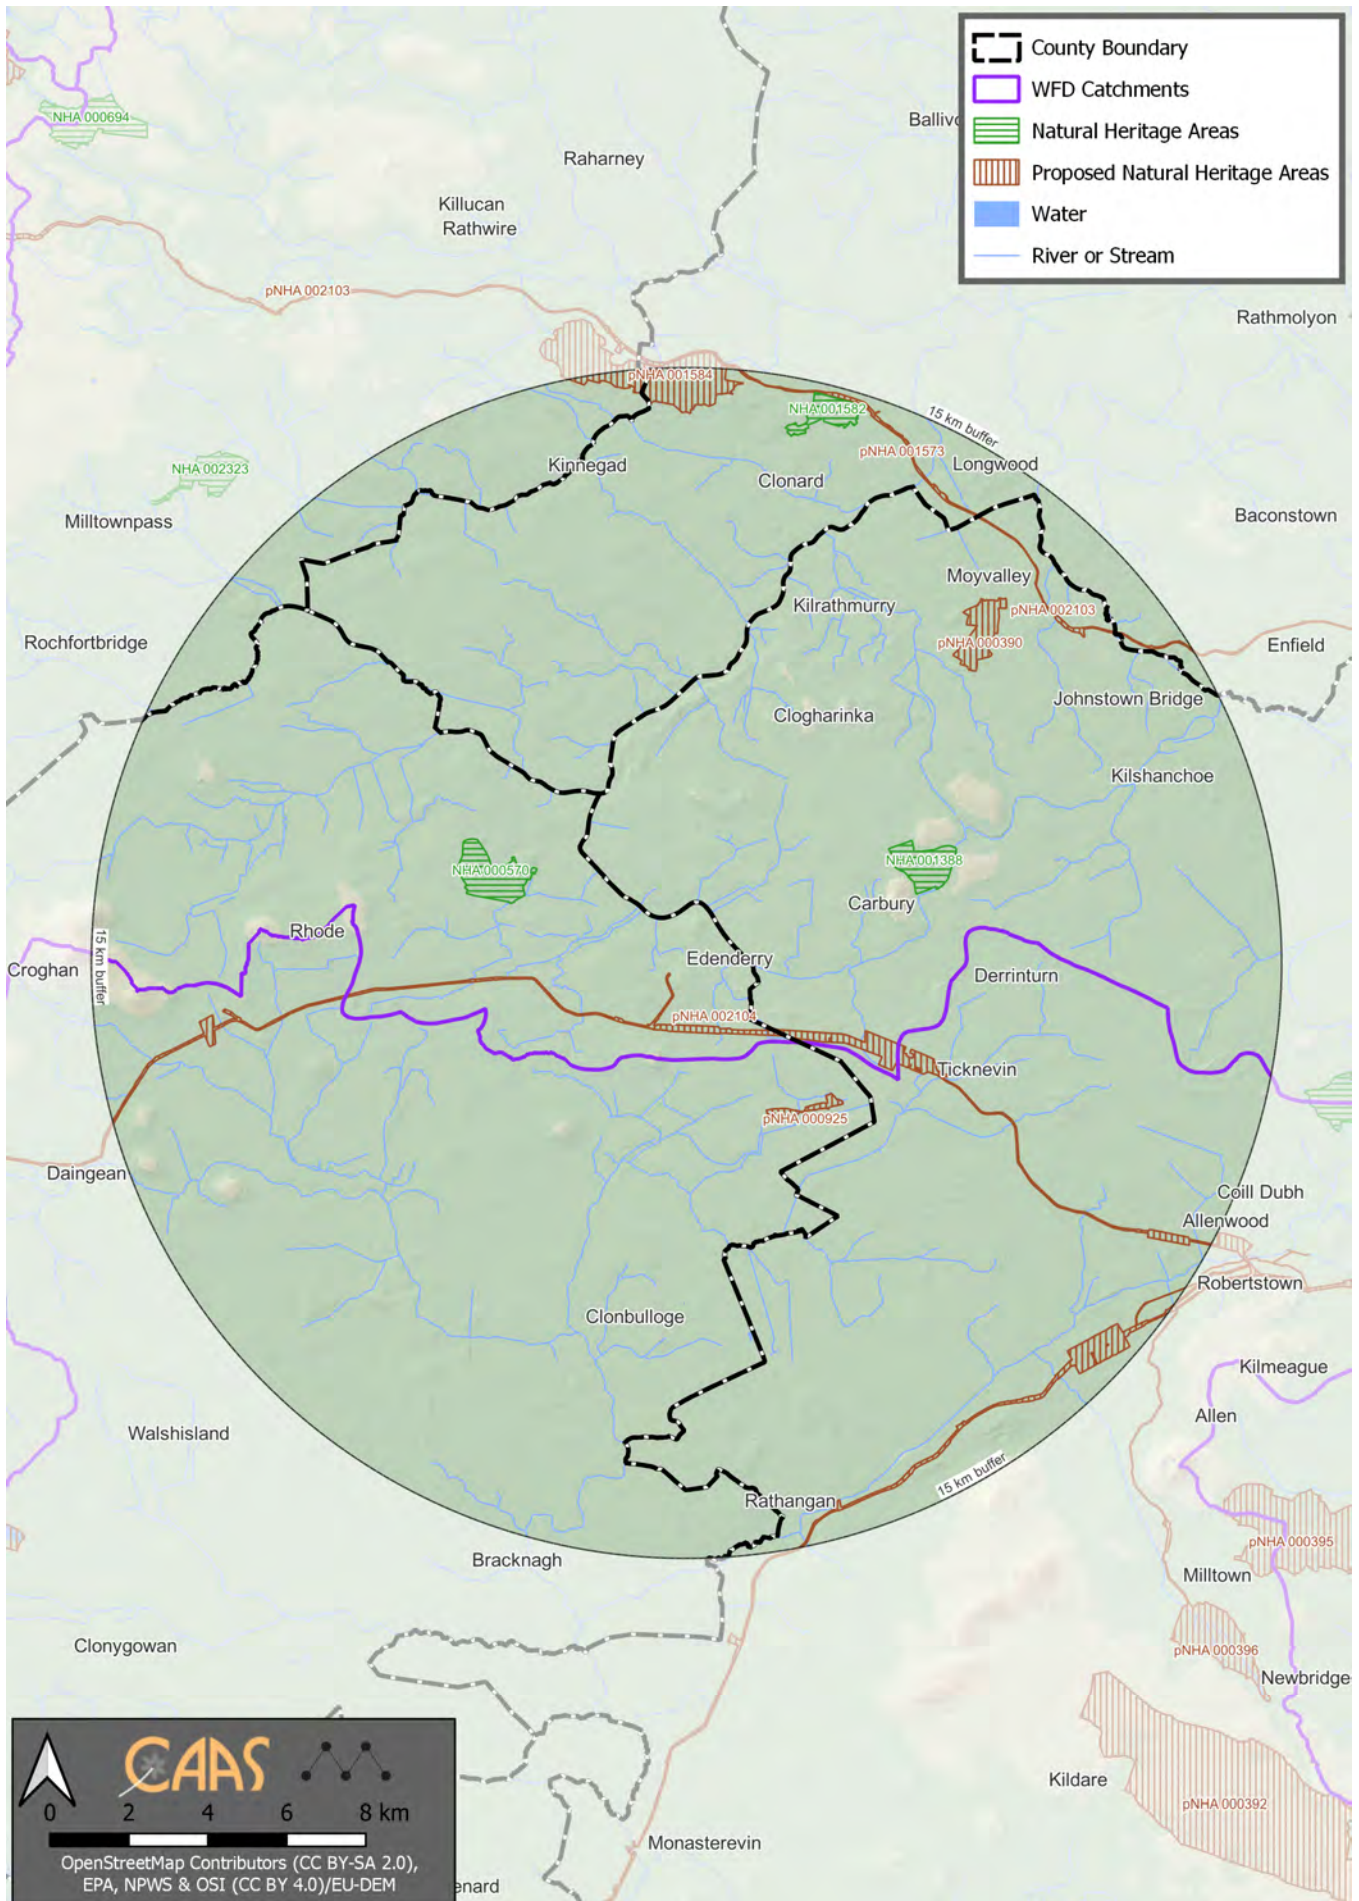 County Boundary
WFD Catchments
Natural Heritage Areas
Proposed Natural Heritage Areas
Water
River or Stream
NHA 000694
Raharney
Killucan
Rathwire
pNHA 002103
Rathmolyon
pNHA 001584
NHA 001582
15 km buffer
pNHA 001573
Longwood
Kinnegad
NHA 002323
Clonard
Milltownpass
Baconstown
Moyvalley
Kilrathmurry
pNHA 002103
Rochfortbridge
pNHA 000390
Enfield
Johnstown Bridge
Clogharinka
Kilshanchoe
NHA 000570
NHA 001388
Carbury
Rhode
15 km buffer
Croghan
Edenderry
Derrinturn
pNHA 002104
Ticknevin
pNHA 000925
Daingean
Coill Dubh
Allenwood
Robertstown
Clonbulloge
Kilmeague
Allen
Walshisland
15 km buffer
Rathangan
Bracknagh
pNHA 000395
Milltown
Clonygowan
pNHA 000396
Newbridge
Kildare
pNHA 000392
Monasterevin
CAAS
0 2 4 6 8 km
OpenStreetMap Contributors (CC BY-SA 2.0),
EPA, NPWS & OSI (CC BY 4.0)/EU-DEM